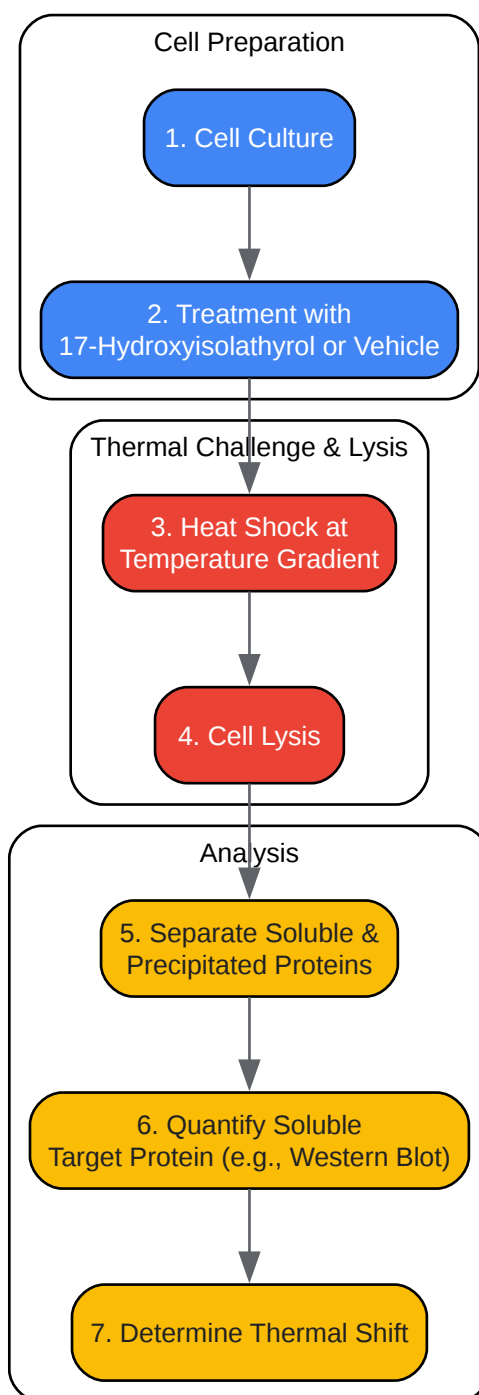 Cell Preparation
1. Cell Culture
2. Treatment with
17-Hydroxyisolathyrol or Vehicle
Thermal Challenge & Lysis
3. Heat Shock at
Temperature Gradient
4. Cell Lysis
Analysis
5. Separate Soluble &
Precipitated Proteins
6. Quantify Soluble
Target Protein (e.g., Western Blot)
7. Determine Thermal Shift